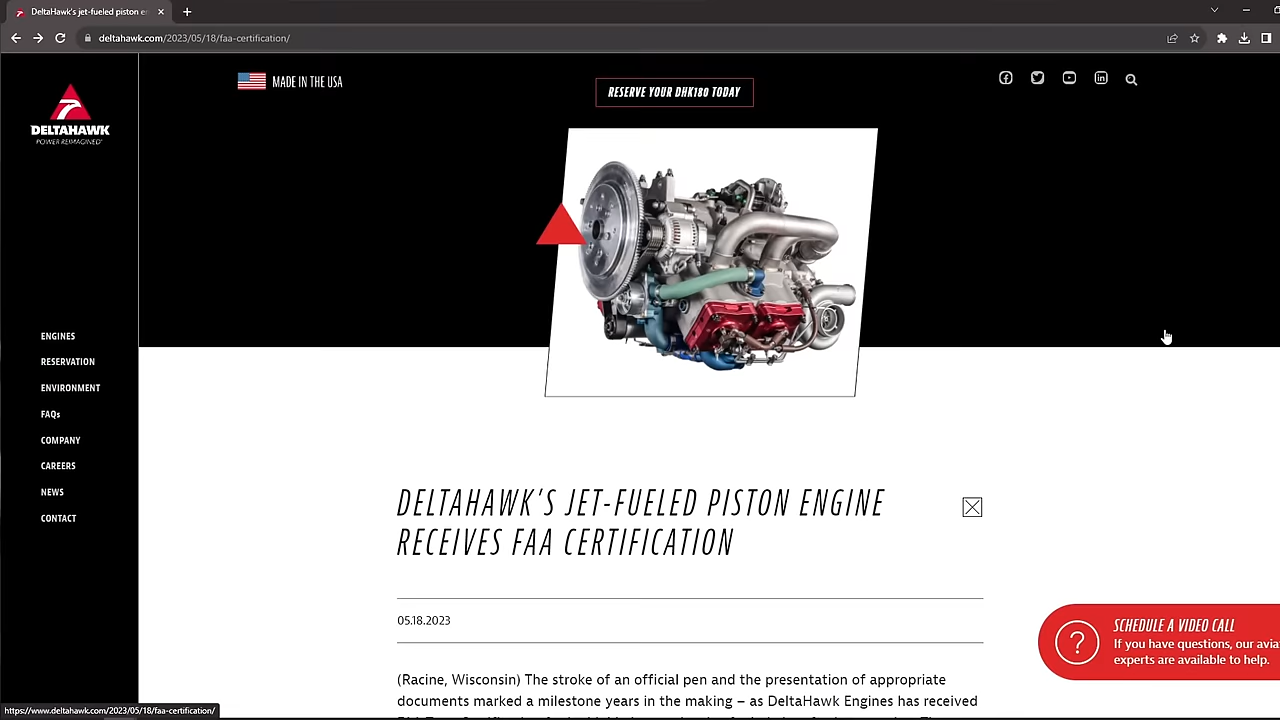 DeltaHawk's jet-fueled piston e
deltahawk.com/2023/05/18/faa-certification/
MADE IN THE USA
RESERVE YOUR DHK180 TODAY
DELTAHAWK
POWER REIMAGINED
ENGINES
RESERVATION
ENVIRONMENT
FAQs
COMPANY
CAREERS
NEWS
CONTACT
DELTAHAWK'S JET-FUELED PISTON ENGINE
RECEIVES FAA CERTIFICATION
05.18.2023
(Racine, Wisconsin) The stroke of an official pen and the presentation of appropriate
documents marked a milestone years in the making – as DeltaHawk Engines has received
SCHEDULE A VIDEO CALL
If you have questions, our avia
experts are available to help.
https://www.deltahawk.com/2023/05/18/faa-certification/